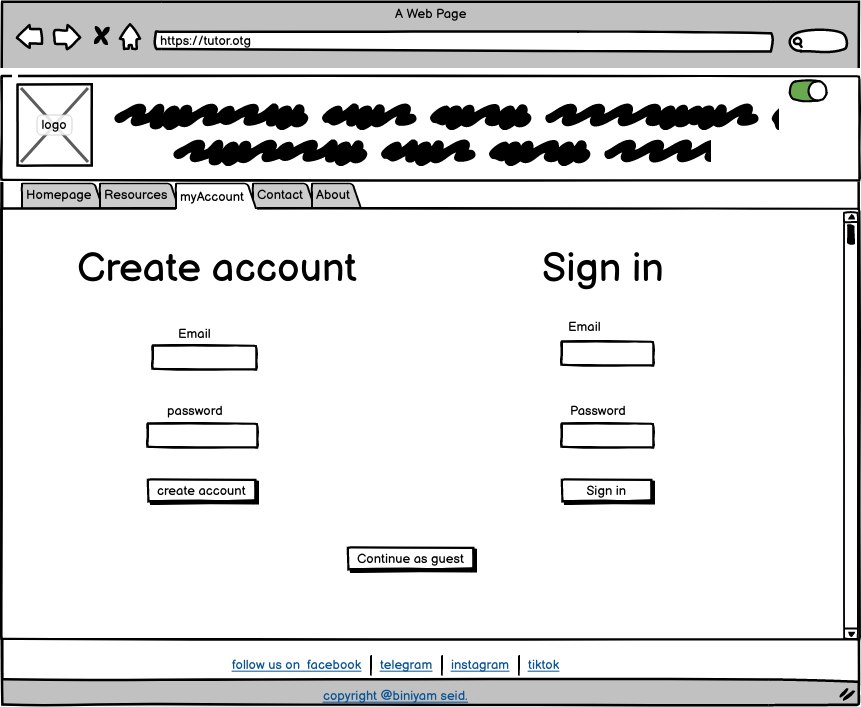 A Web Page
https://tutor.otg
logo
Homepage Resources myAccount Contact About
Create account
Email
password
create account
Sign in
Email
Password
Sign in
Continue as guest
follow us on  facebook telegram instagram tiktok
copyright @biniyam seid.